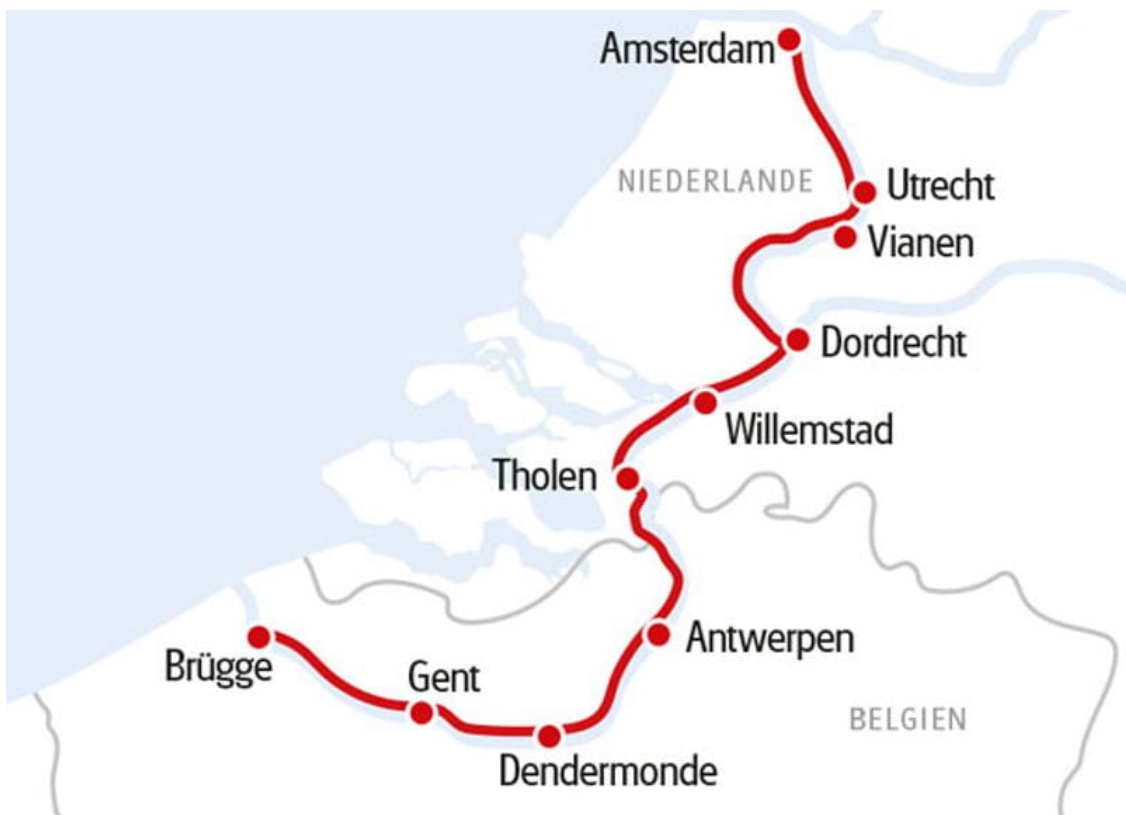 Amsterdam
NIEDERLANDE
Utrecht
Vianen
Dordrecht
Willemstad
Tholen
Antwerpen
Brügge
Gent
BELGIEN
Dendermonde